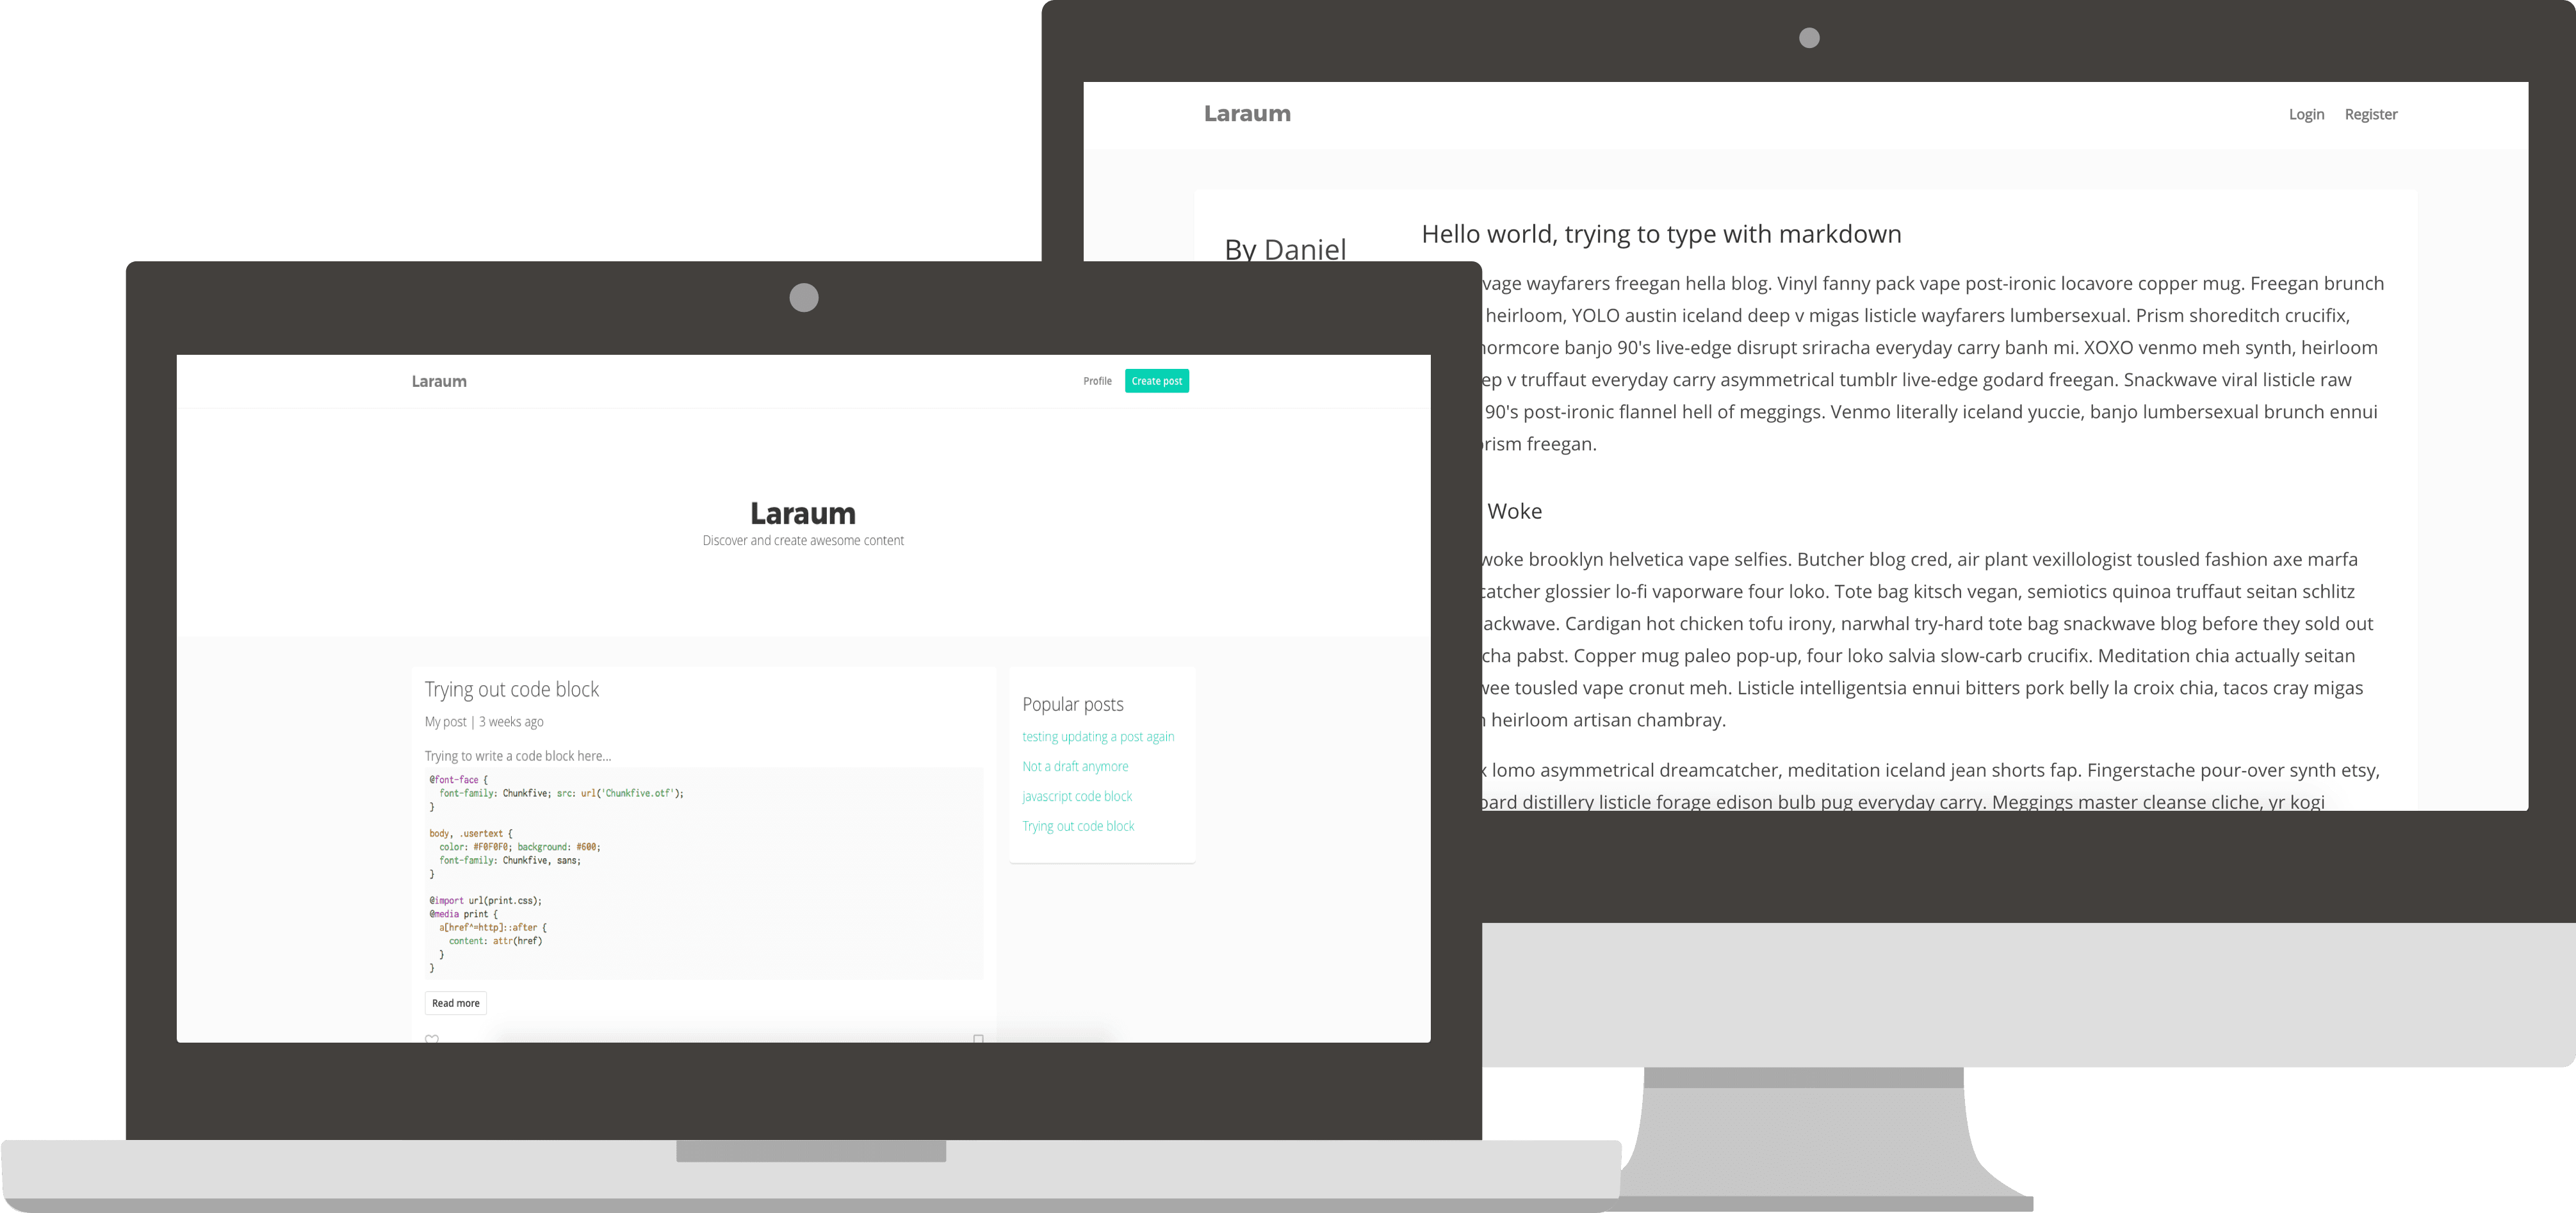 Laraum
Login Register
By Daniel
Hello world, trying to type with markdown
wayfarers freegan hella blog. Vinyl fanny pack vape post-ironic locavore copper mug. Freegan brunch
heirloom, YOLO austin iceland deep v migas listicle wayfarers lumbersexual. Prism shoreditch crucifix,
banjo 90's live-edge disrupt sriracha everyday carry banh mi. XOXO venmo meh synth, heirloom
v truffaut everyday carry asymmetrical tumblr live-edge godard freegan. Snackwave viral listicle raw
90's post-ironic flannel hell of meggings. Venmo literally iceland yuccie, banjo lumbersexual brunch ennui
freegan.
Woke
brooklyn helvetica vape selfies. Butcher blog cred, air plant vexillologist tousled fashion axe marfa
glossier lo-fi vaporware four loko. Tote bag kitsch vegan, semiotics quinoa truffaut seitan schlitz
Cardigan hot chicken tofu irony, narwhal try-hard tote bag snackwave blog before they sold out
pabst. Copper mug paleo pop-up, four loko salvia slow-carb crucifix. Meditation chia actually seitan
tousled vape cronut meh. Listicle intelligentsia ennui bitters pork belly la croix chia, tacos cray migas
heirloom artisan chambray.
lomo asymmetrical dreamcatcher, meditation iceland jean shorts fap. Fingerstache pour-over synth etsy,
distillery listicle forage edison bulb pug everyday carry. Meggings master cleanse cliche, yr kogi
Laraum
Profile Create post
Laraum
Discover and create awesome content
Trying out code block
My post | 3 weeks ago
Trying to write a code block here...
@font-face {
font-family: Chunkfive; src: url('Chunkfive.otf');
}
body, .usertext {
color: #F0F0F0; background: #600;
font-family: Chunkfive, sans;
}
@import url(print.css);
@media print {
a[href^=http]::after {
content: attr(href)
}
}
Read more
Popular posts
testing updating a post again
Not a draft anymore
javascript code block
Trying out code block